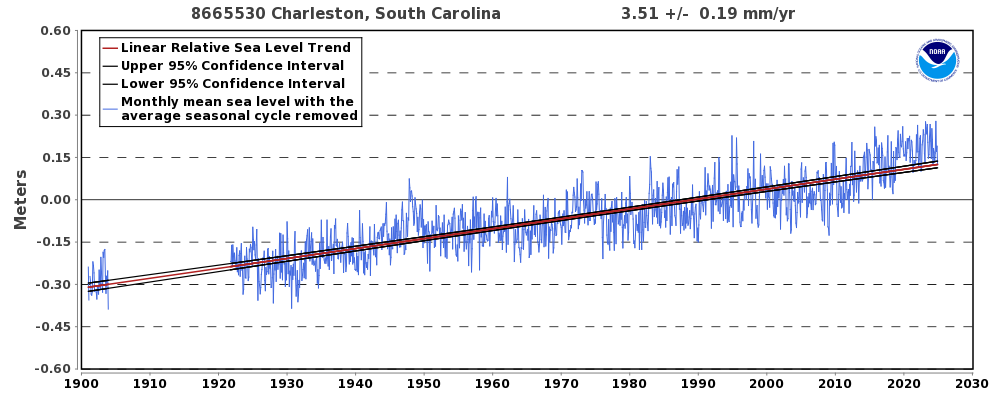 8665530 Charleston, South Carolina 3.51 +/- 0.19 mm/yr
0.60
0.45
0.30
0.15
0.00
-0.15
-0.30
-0.45
-0.60
Meters
Linear Relative Sea Level Trend
Upper 95% Confidence Interval
Lower 95% Confidence Interval
Monthly mean sea level with the
average seasonal cycle removed
NOAA
1900 1910 1920 1930 1940 1950 1960 1970 1980 1990 2000 2010 2020 2030